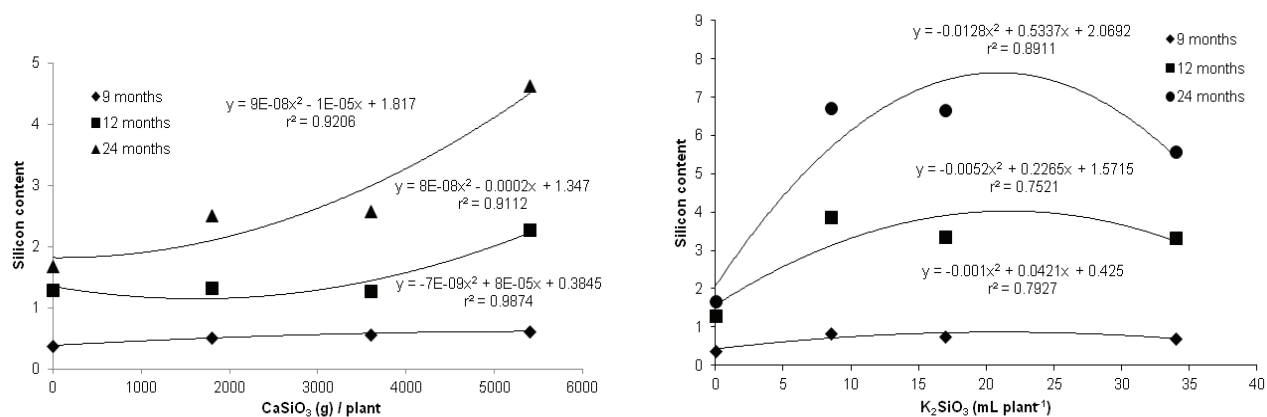 5
4
3
2
1
0
Silicon content
9 months
12 months
24 months
y = 9E-08x² - 1E-05x + 1.817
r² = 0.9206
y = 8E-08x² - 0.0002x + 1.347
r² = 0.9112
y = -7E-09x² + 8E-05x + 0.3845
r² = 0.9874
0 1000 2000 3000 4000 5000 6000
CaSiO₃ (g) / plant
9
8
7
6
5
4
3
2
1
0
Silicon content
y = -0.0128x² + 0.5337x + 2.0692
r² = 0.8911
9 months
12 months
24 months
y = -0.0052x² + 0.2265x + 1.5715
r² = 0.7521
y = -0.001x² + 0.0421x + 0.425
r² = 0.7927
0 5 10 15 20 25 30 35 40
K₂SiO₃ (mL plant⁻¹)